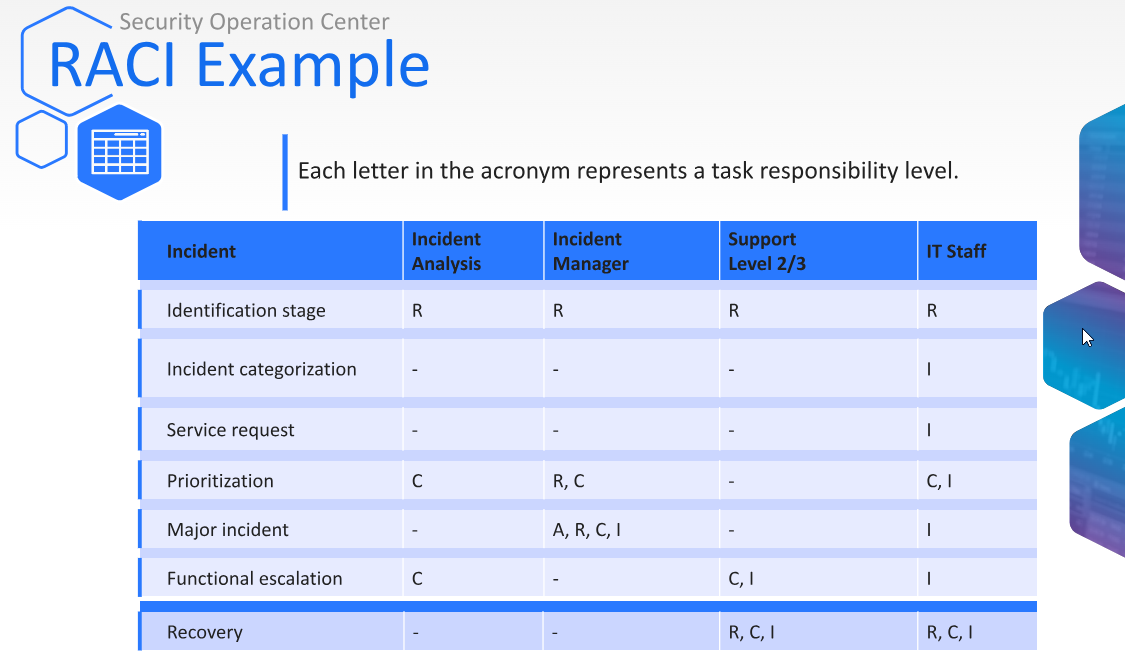 Security Operation Center
RACI Example
Each letter in the acronym represents a task responsibility level.
Incident | Incident Analysis | Incident Manager | Support Level 2/3 | IT Staff
Identification stage | R | R | R | R
Incident categorization | - | - | - | I
Service request | - | - | - | I
Prioritization | C | R, C | - | C, I
Major incident | - | A, R, C, I | - | I
Functional escalation | C | - | C, I | I
Recovery | - | - | R, C, I | R, C, I